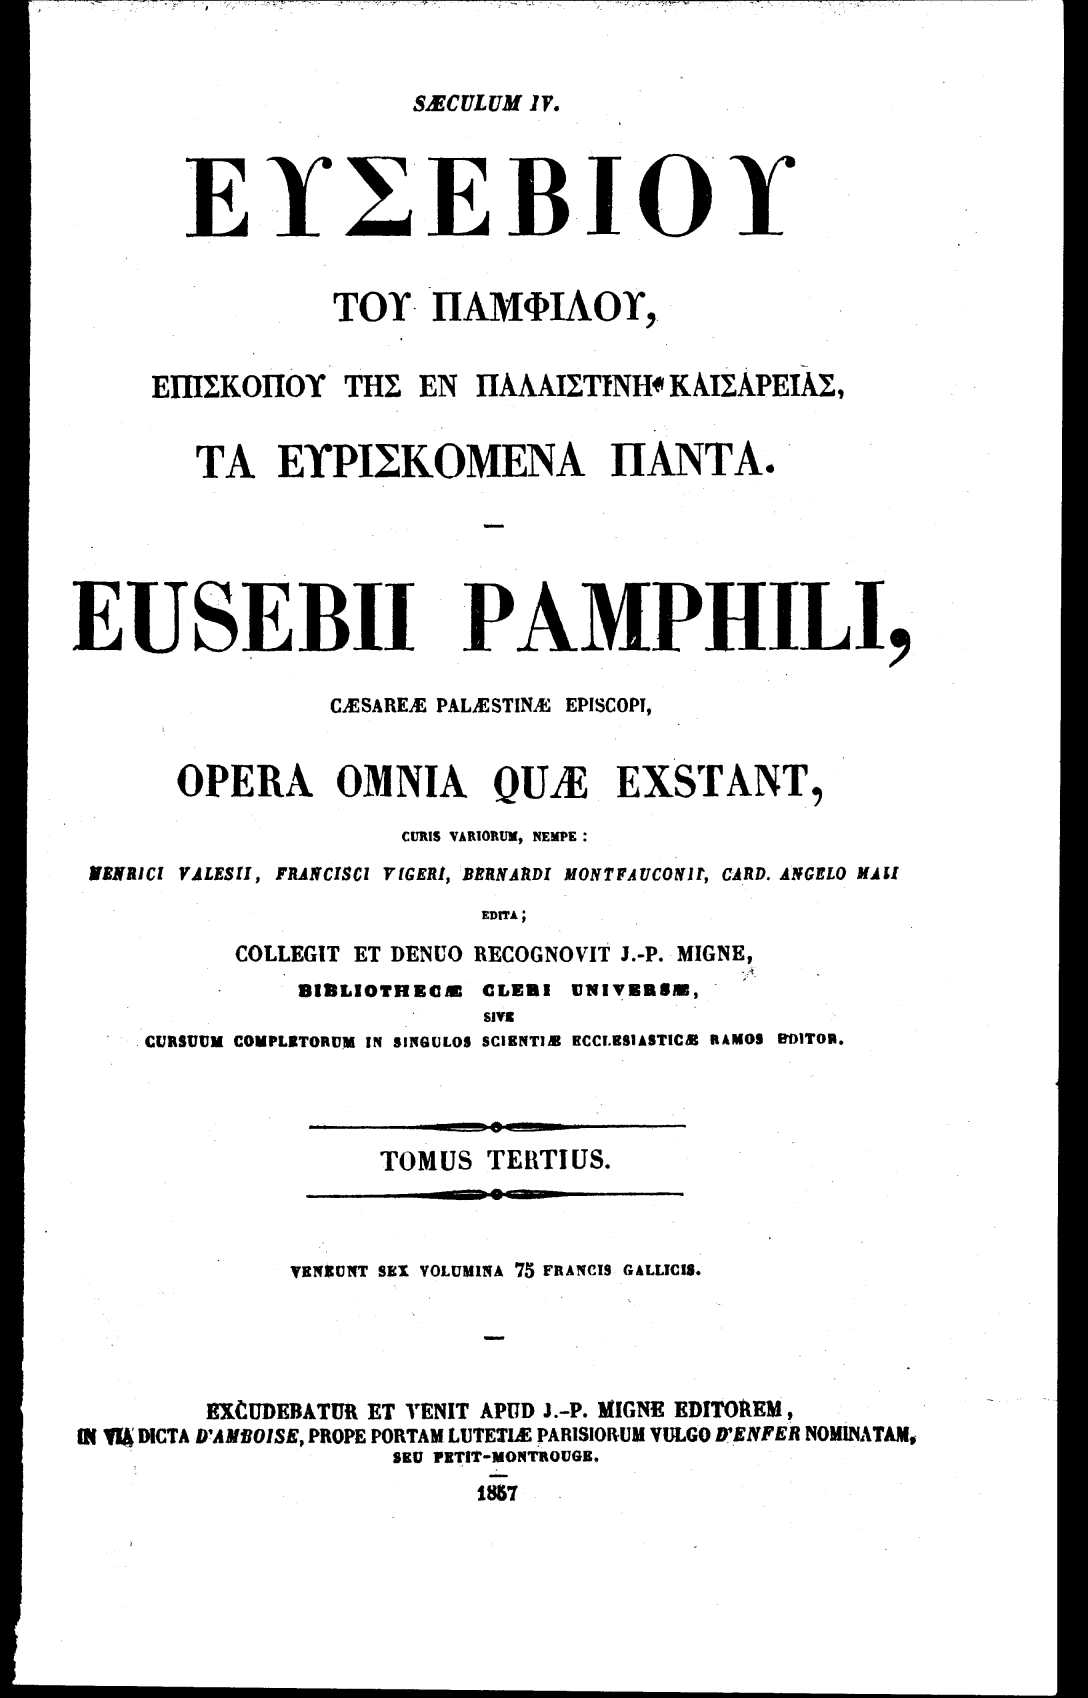 SÆCULUM IV.
ΕΥΣΕΒΙΟΥ
ΤΟΥ ΠΑΜΦΙΛΟΥ,
ΕΠΙΣΚΟΠΟΥ ΤΗΣ ΕΝ ΠΑΛΑΙΣΤΙΝΗ ΚΑΙΣΑΡΕΙΑΣ,
ΤΑ ΕΥΡΙΣΚΟΜΕΝΑ ΠΑΝΤΑ.
—
EUSEBII PAMPHILI,
CÆSAREÆ PALÆSTINÆ EPISCOPI,
OPERA OMNIA QUÆ EXSTANT,
CURIS VARIORUM, NEMPE :
HENRICI VALESII, FRANCISCI VIGERI, BERNARDI MONTFAUCONII, CARD. ANGELO MAII
EDITA ;
COLLEGIT ET DENUO RECOGNOVIT J.-P. MIGNE,
BIBLIOTHECÆ CLERI UNIVERSÆ,
SIVE
CURSUUM COMPLETORUM IN SINGULOS SCIENTIÆ ECCLESIASTICÆ RAMOS EDITOR.
TOMUS TERTIUS.
VENEUNT SEX VOLUMINA 75 FRANCIS GALLICIS.
—
EXCUDEBATUR ET VENIT APUD J.-P. MIGNE EDITOREM,
IN VIA DICTA D'AMBOISE, PROPE PORTAM LUTETIÆ PARISIORUM VULGO D'ENFER NOMINATAM,
SEU PETIT-MONTROUGE.
—
1857